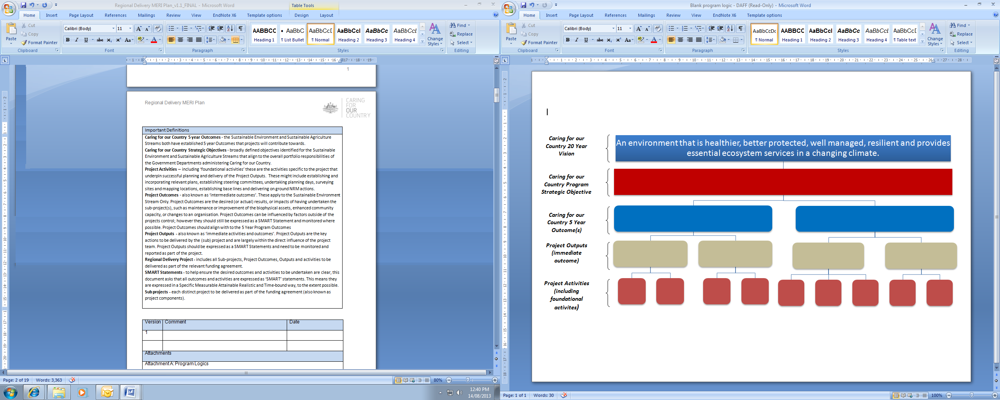 Regional Delivery MERI Plan_v1.1_FINAL - Microsoft Word
Table Tools
Home Insert Page Layout References Mailings Review View EndNote X6 Template options Design Layout
Paste
Cut
Copy
Format Painter
Clipboard
Calibri (Body) 11
Font
Paragraph
AABBCC AaBbC AaBbCcD AaBbCcI AaBbCc AaBbCcL
Heading 1 ¶ List Bullet ¶ Normal Heading 2 Heading 3 Heading 4
Change Styles
Styles
Find
Replace
Select
Editing
1
Regional Delivery MERI Plan
CARING
FOR
OUR
COUNTRY
Important Definitions
Caring for our Country 5 year Outcomes - the Sustainable Environment and Sustainable Agriculture
Streams both have established 5 year Outcomes that projects will contribute towards.
Caring for our Country Strategic Objectives - broadly defined objectives identified for the Sustainable
Environment and Sustainable Agriculture Streams that align to the overall portfolio responsibilities of
the Government Departments administering Caring for our Country.
Project Activities – including ‘foundational activities’ these are the activities specific to the project that
underpin successful planning and delivery of the Project Outputs. These might include establishing and
incorporating relevant plans, establishing steering committees, undertaking planning days, surveying
sites and mapping locations, establishing base lines and delivering on ground NRM actions.
Project Outcomes - also known as ‘intermediate outcomes’. These apply to the Sustainable Environment
Stream Only. Project Outcomes are the desired (or actual) results, or impacts of having undertaken the
sub-project(s), such as maintenance or improvement of the biophysical assets, enhanced community
capacity, or changes to an organisation. Project Outcomes can be influenced by factors outside of the
projects control; however they should still be expressed as a SMART Statement and monitored where
possible. Project Outcomes should align with to the 5 Year Program Outcomes
Project Outputs - also known as ‘immediate activities and outcomes’. Project Outputs are the key
actions to be delivered by the (sub) project and are largely within the direct influence of the project
team. Project Outputs should be expressed as a SMART Statements and need to be monitored and
reported as part of the project.
Regional Delivery Project - includes all Sub-projects, Project Outcomes, Outputs and activities to be
delivered as part of the relevant funding agreement.
SMART Statements - to help ensure the desired outcomes and activities to be undertaken are clear, this
document asks that all outcomes and activities are expressed as ‘SMART’ statements. This means they
are expressed in a Specific Measurable Attainable Realistic and Time-bound way, to the extent possible.
Sub projects - each distinct project to be delivered as part of the funding agreement (also known as
project components).
Version Comment Date
1
Attachments
Attachment A: Program Logics
Page: 2 of 19 Words: 3,363 80%
12:40 PM
14/08/2013
Blank program logic - DAFF (Read-Only) - Microsoft Word
Home Insert Page Layout References Mailings Review View EndNote X6 Template options
Paste
Cut
Copy
Format Painter
Clipboard
Calibri (Body) 11
Font
Paragraph
AaBbCcDc AABBCC AaBbCcI AaBbCc AaBbCcL AaBbCcD
¶ Normal Heading 1 Heading 2 Heading 3 Heading 4 ¶ Table text
Change Styles
Styles
Find
Replace
Select
Editing
Caring for our
Country 20 Year
Vision
An environment that is healthier, better protected, well managed, resilient and provides
essential ecosystem services in a changing climate.
Caring for our
Country Program
Strategic Objective
Caring for our
Country 5 Year
Outcome(s)
Project Outputs
(immediate
outcome)
Project Activities
(including
foundational
activites)
Page: 1 of 1 Words: 30 100%